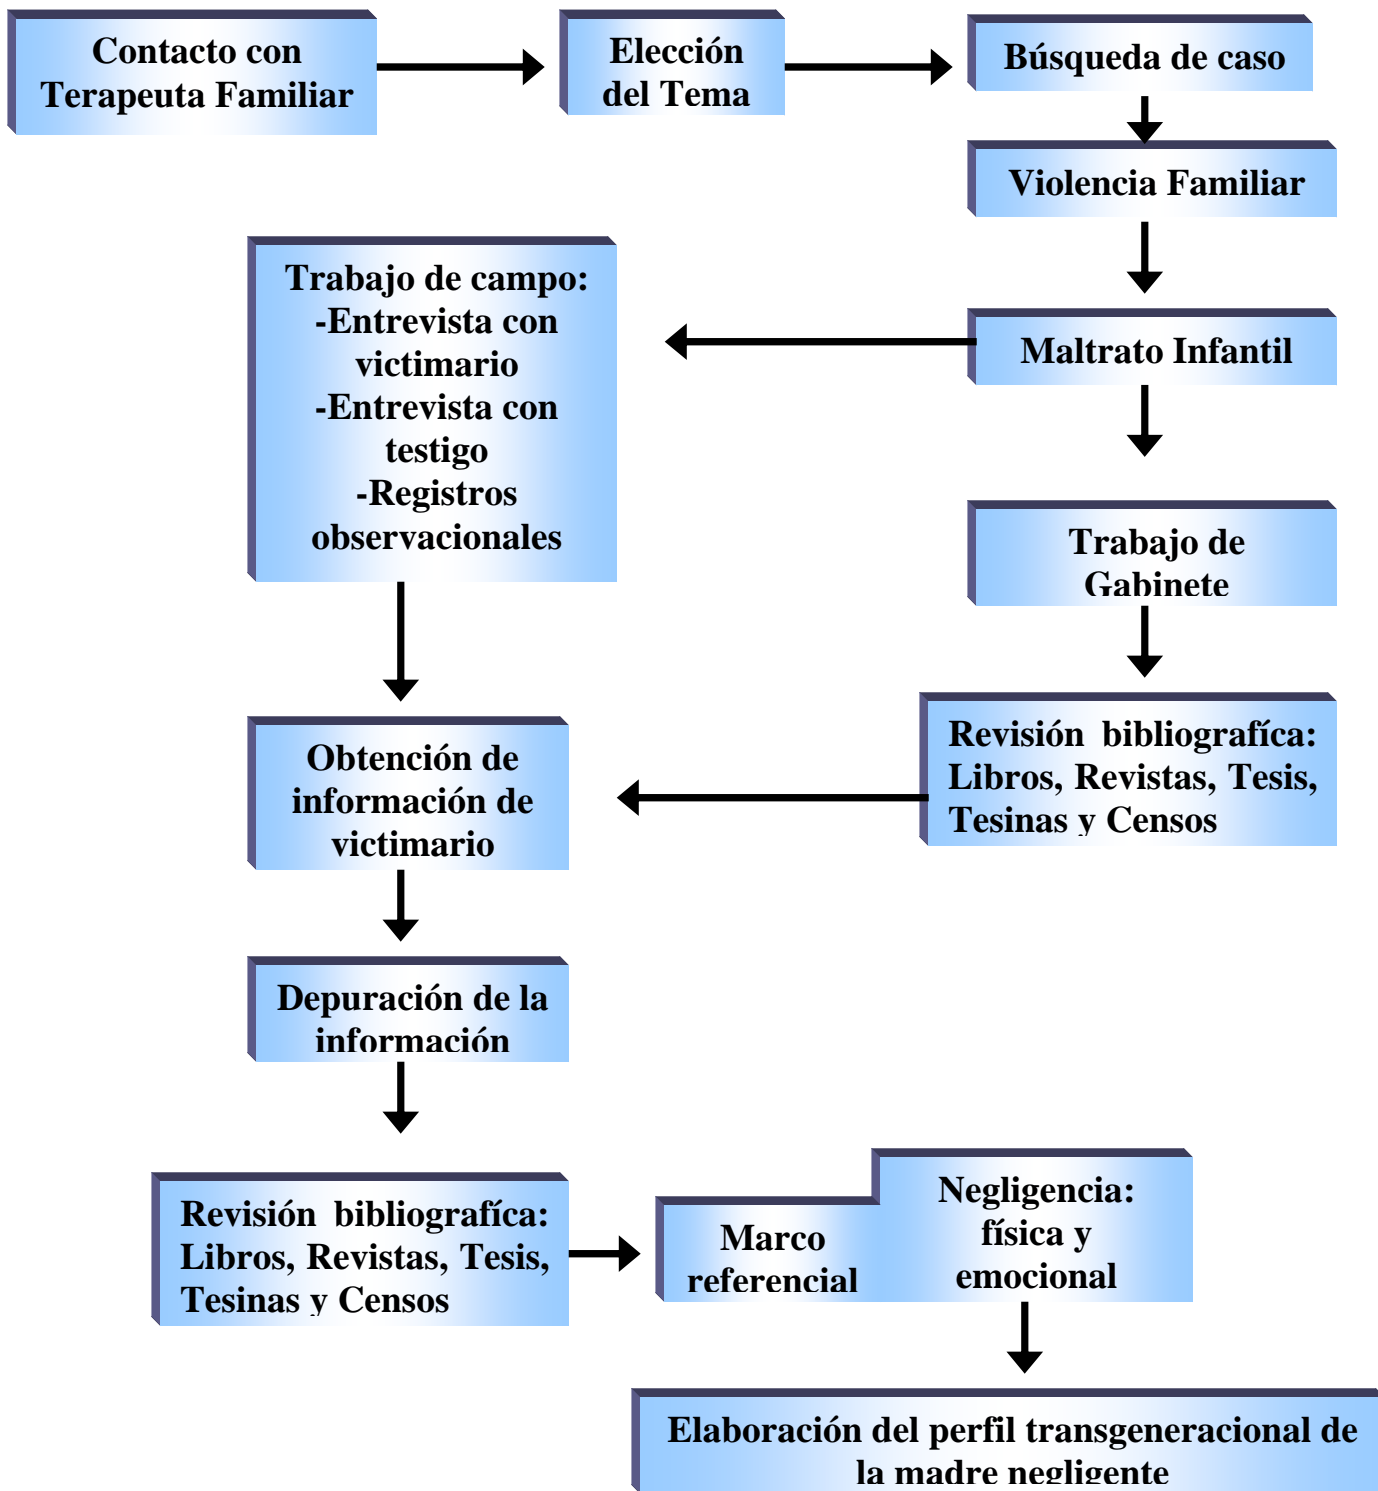 Contacto con
Terapeuta Familiar
Elección
del Tema
Búsqueda de caso
Violencia Familiar
Maltrato Infantil
Trabajo de campo:
-Entrevista con
victimario
-Entrevista con
testigo
-Registros
observacionales
Trabajo de
Gabinete
Revisión bibliografíca:
Libros, Revistas, Tesis,
Tesinas y Censos
Obtención de
información de
victimario
Depuración de la
información
Revisión bibliografíca:
Libros, Revistas, Tesis,
Tesinas y Censos
Marco
referencial
Negligencia:
física y
emocional
Elaboración del perfil transgeneracional de
la madre negligente